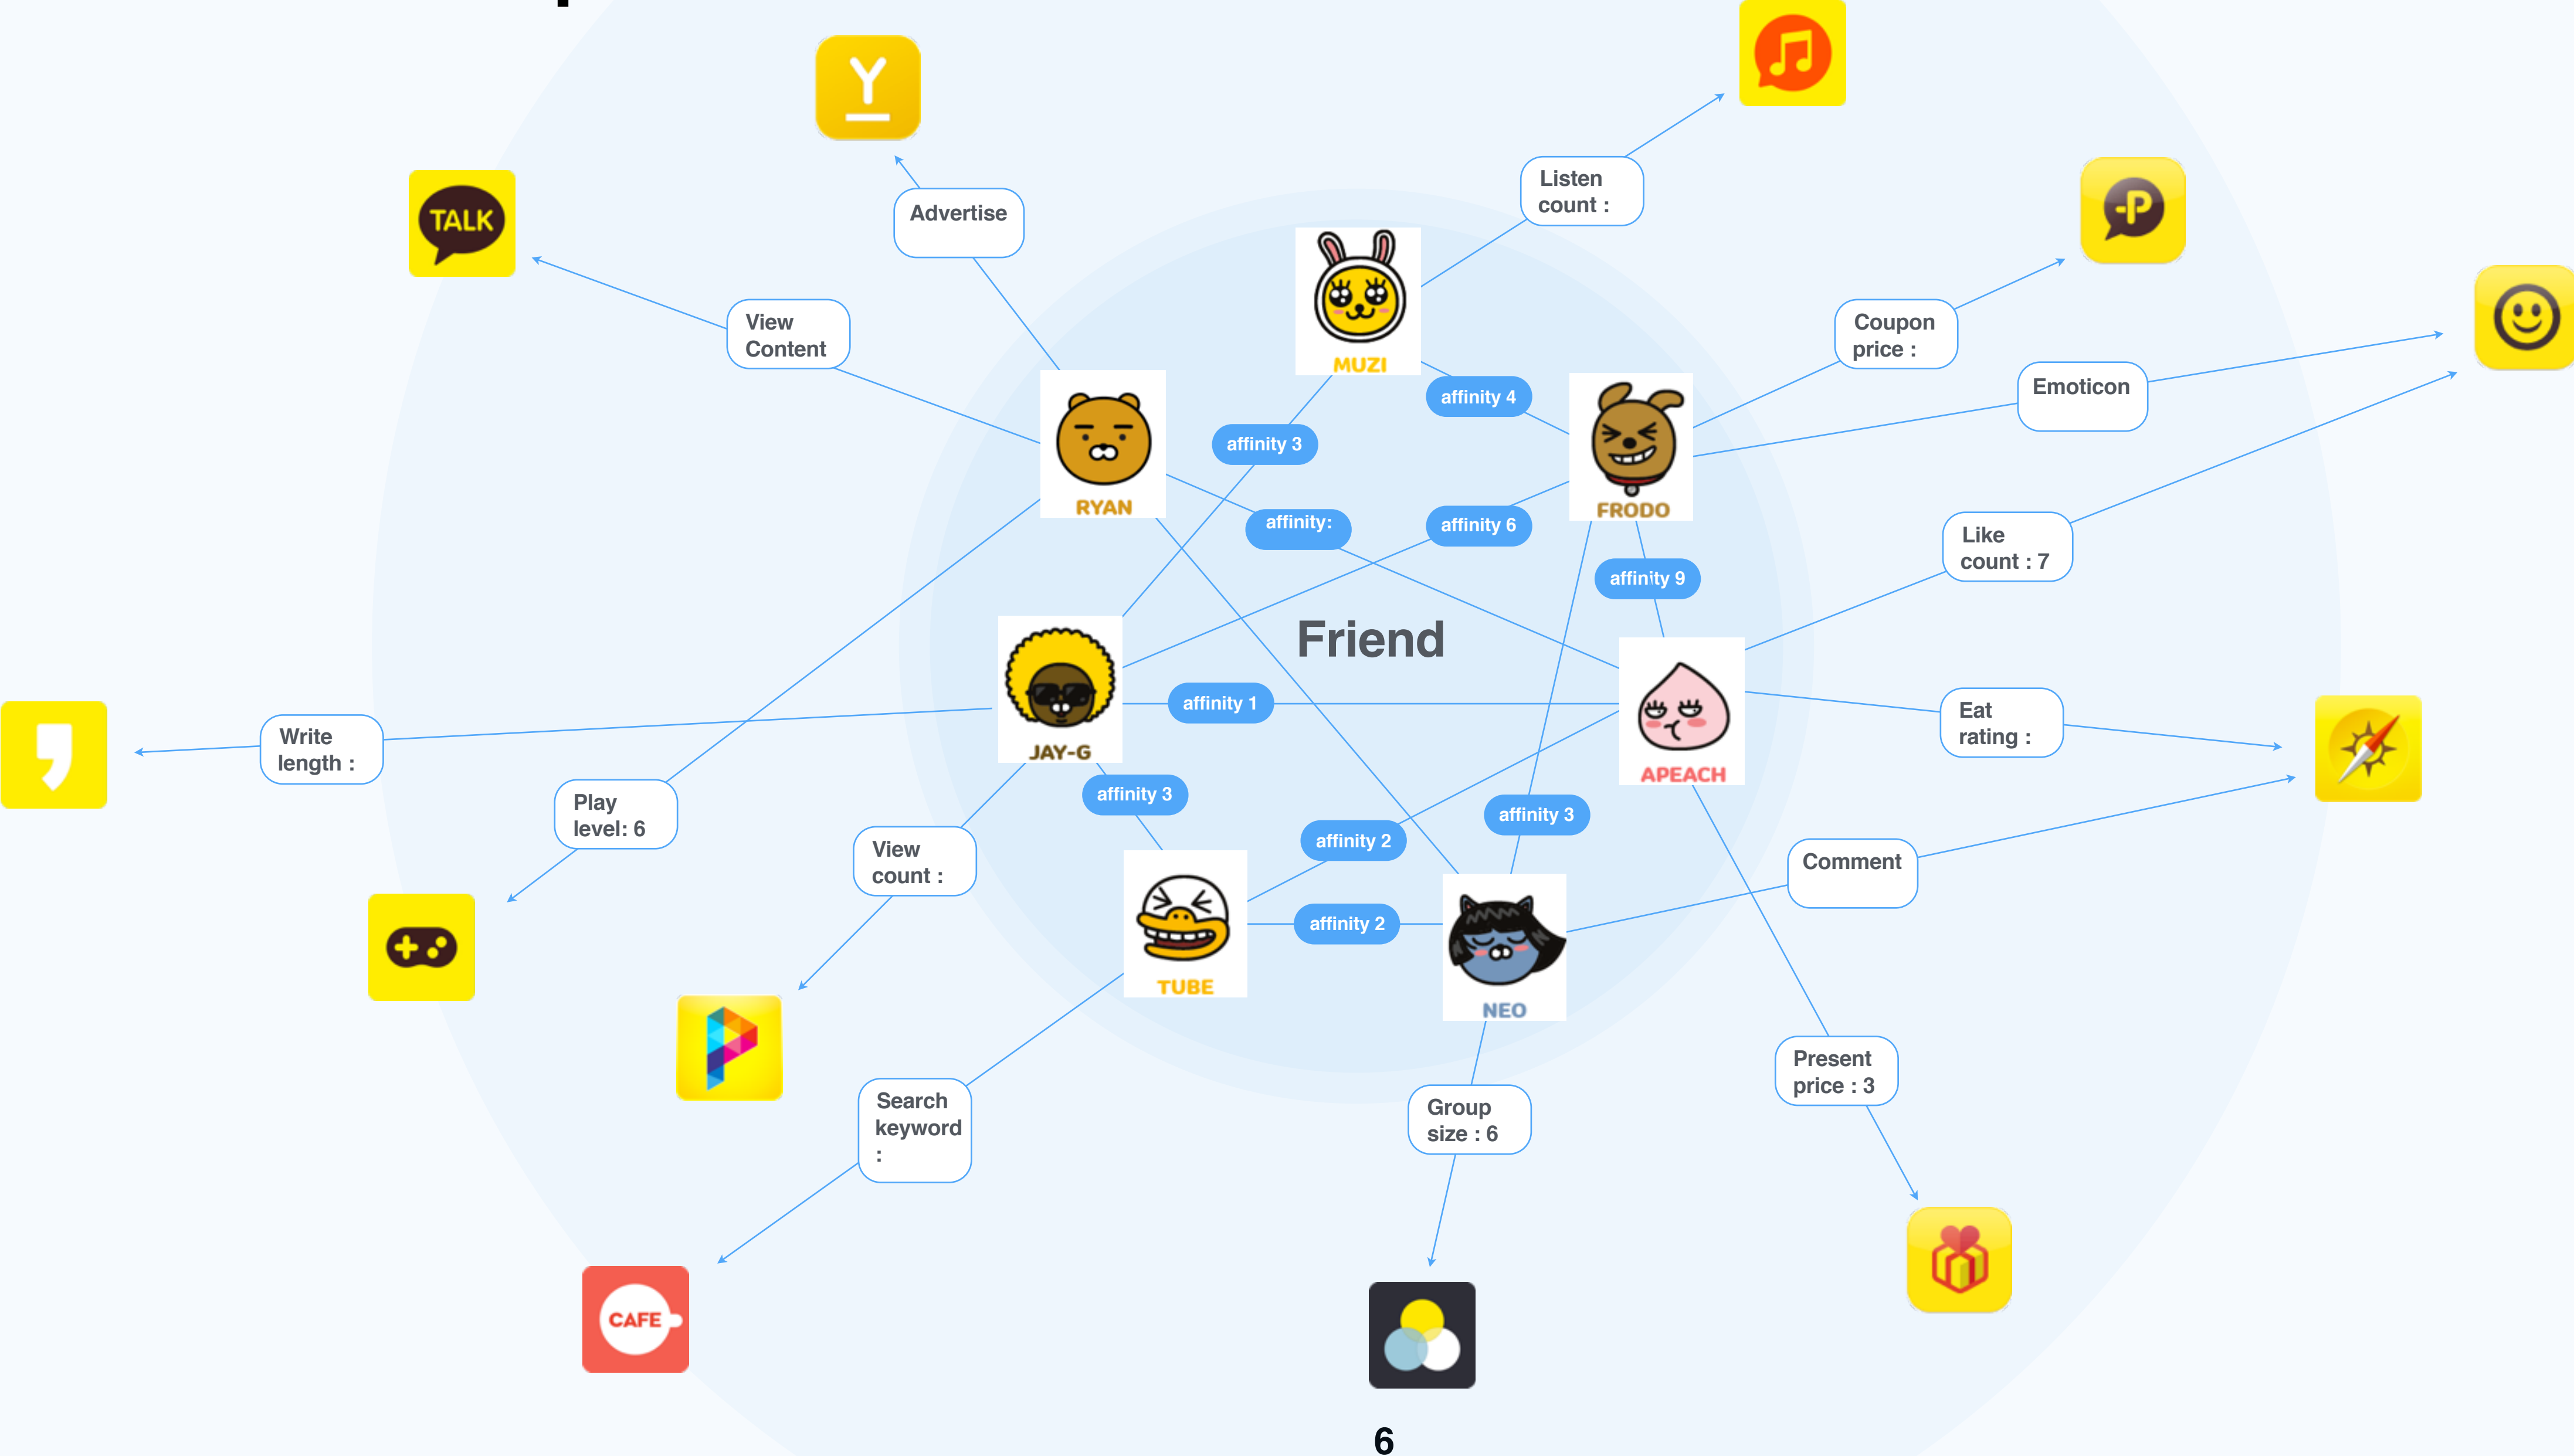 Y
TALK
Advertise
Listen
count :
P
View
Content
Coupon
price :
MUZI
affinity 4
Emoticon
affinity 3
RYAN
FRODO
affinity:
affinity 6
Like
count : 7
affinity 9
Friend
affinity 1
JAY-G
APEACH
Eat
rating :
Write
length :
Play
level: 6
affinity 3
affinity 3
View
count :
affinity 2
Comment
affinity 2
TUBE
NEO
Present
price : 3
Search
keyword
:
Group
size : 6
CAFE
6